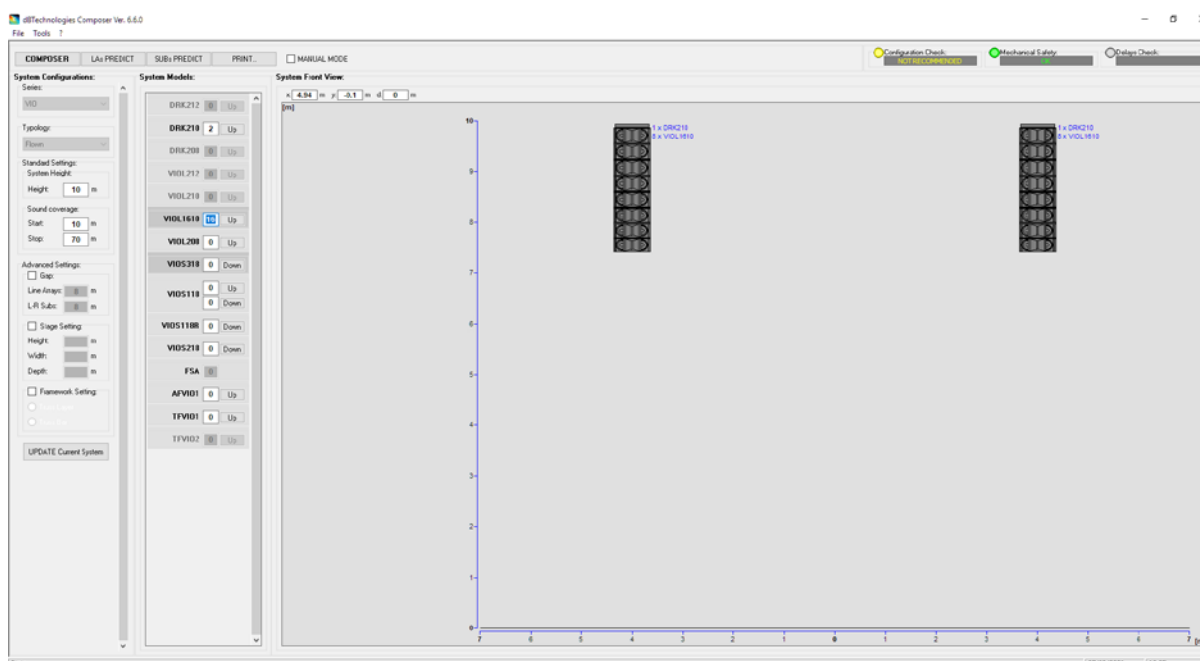 dBTechnologies Composer Ver. 6.6.0
File Tools ?
COMPOSER LAs PREDICT SUBs PREDICT PRINT... MANUAL MODE
Configuration Check: Mechanical Safety: Delays Check:
NOT RECOMMENDED OK
System Configurations: System Models: System Front View:
Series:
VIO
Typology:
Flown
Standard Settings:
System Height:
Height: 10 m
Sound coverage:
Start: 10 m
Stop: 70 m
Advanced Settings:
Gap:
Line Arrays: 8 m
L-R Subs: 8 m
Stage Setting:
Height: m
Width: m
Depth: m
Framework Setting:
UPDATE Current System
DRK212 0 Up
DRK210 2 Up
DRK208 0 Up
VIOL212 0 Up
VIOL210 0 Up
VIOL1610 16 Up
VIOL208 0 Up
VIOS318 0 Down
VIOS118 0 Up
0 Down
VIOS118R 0 Down
VIOS218 0 Down
FSA 0
AFVIO1 0 Up
TFVIO1 0 Up
TFVIO2 0 Up
x 4.94 m y -0.1 m d 0 m
[m]
10
1 x DRK210 1 x DRK210
8 x VIOL1610 8 x VIOL1610
9
8
7
6
5
4
3
2
1
0
7 6 5 4 3 2 1 0 1 2 3 4 5 6 7